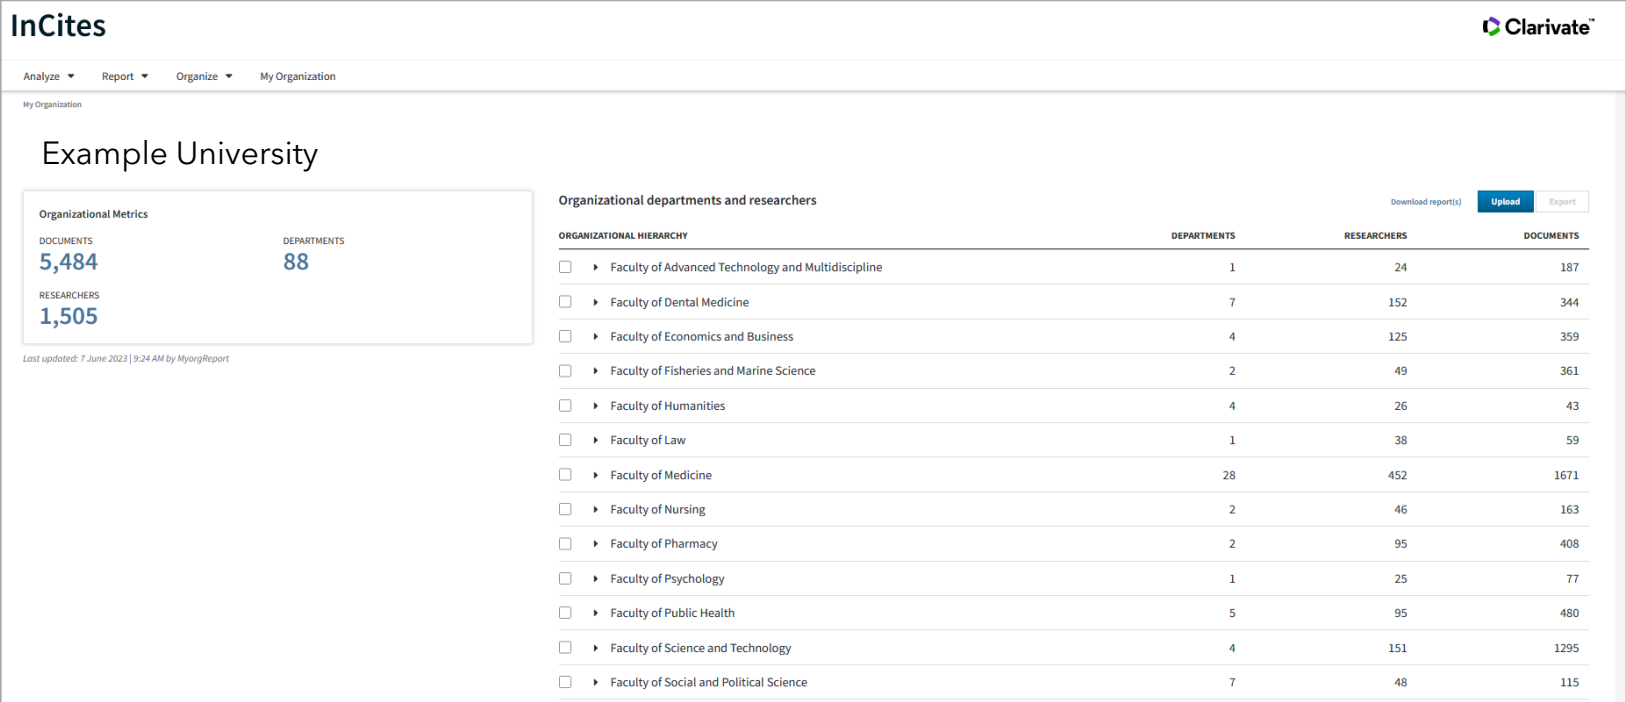 InCites
Clarivate™
Analyze Report Organize My Organization
My Organization
Example University
Organizational Metrics
DOCUMENTS DEPARTMENTS
5,484 88
RESEARCHERS
1,505
Last updated: 7 June 2023 | 9:24 AM by MyorgReport
Organizational departments and researchers Download report(s) Upload Export
ORGANIZATIONAL HIERARCHY DEPARTMENTS RESEARCHERS DOCUMENTS
Faculty of Advanced Technology and Multidiscipline 1 24 187
Faculty of Dental Medicine 7 152 344
Faculty of Economics and Business 4 125 359
Faculty of Fisheries and Marine Science 2 49 361
Faculty of Humanities 4 26 43
Faculty of Law 1 38 59
Faculty of Medicine 28 452 1671
Faculty of Nursing 2 46 163
Faculty of Pharmacy 2 95 408
Faculty of Psychology 1 25 77
Faculty of Public Health 5 95 480
Faculty of Science and Technology 4 151 1295
Faculty of Social and Political Science 7 48 115